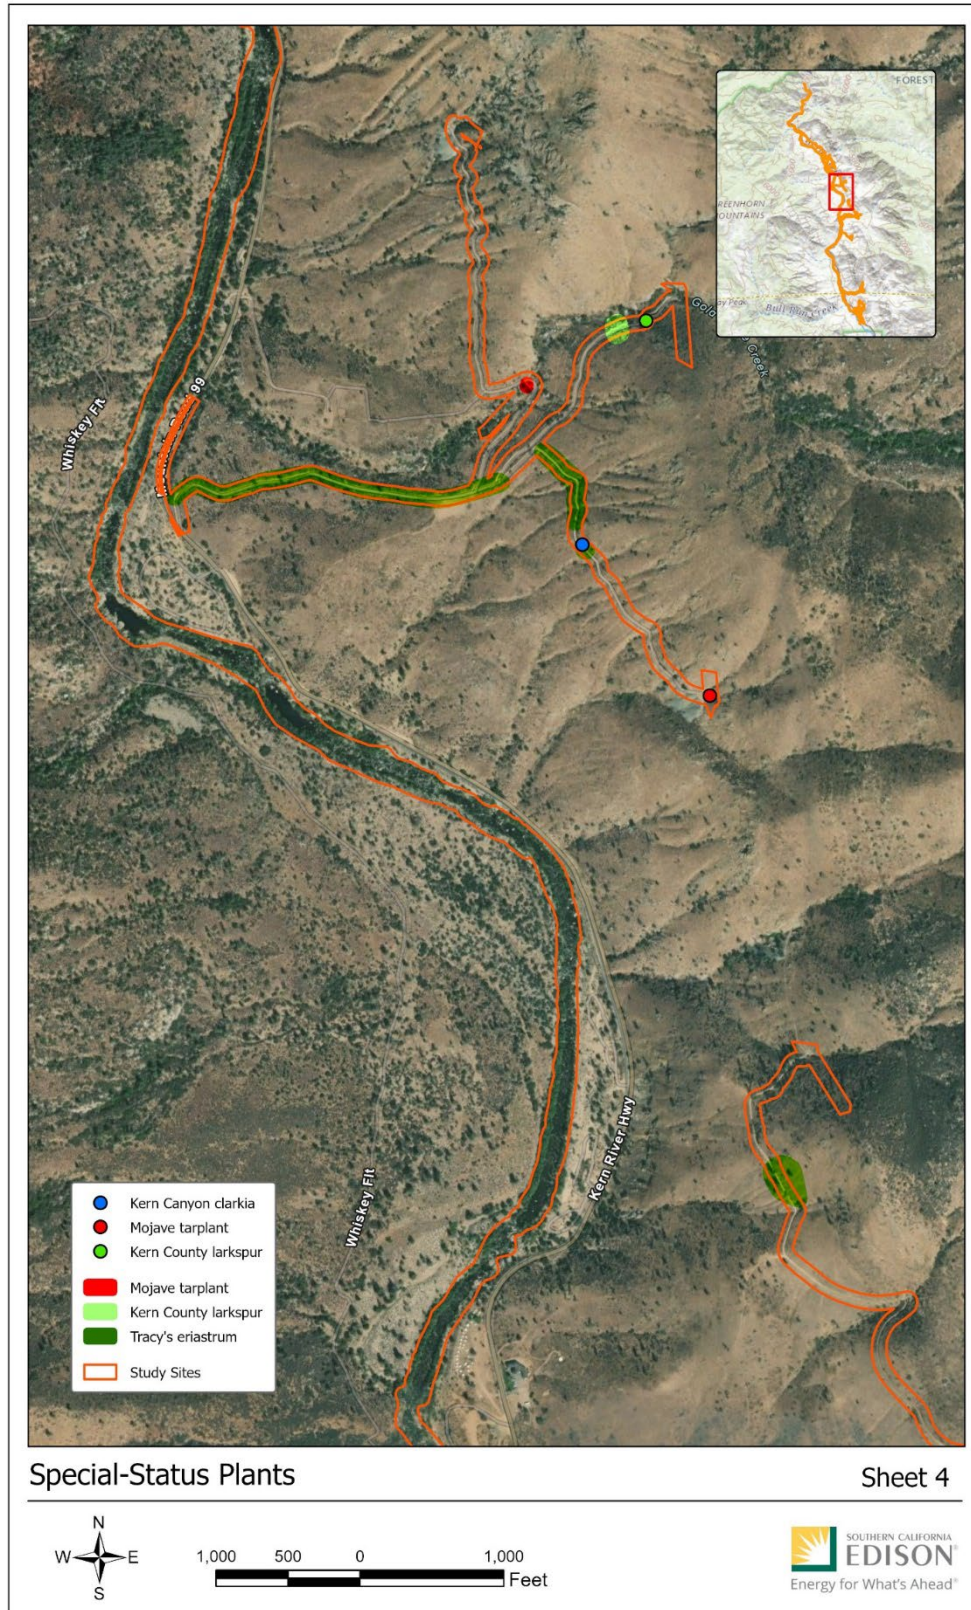 FOREST
REENHORN
OUNTAINS
Bull Run Creek
Creek
99
Whiskey Flt
Kern River Hwy
Whiskey Flt
Kern Canyon clarkia
Mojave tarplant
Kern County larkspur
Mojave tarplant
Kern County larkspur
Tracy's eriastrum
Study Sites
Special-Status Plants
Sheet 4
N
W E
S
1,000 500 0 1,000
Feet
SOUTHERN CALIFORNIA
EDISON®
Energy for What's Ahead®